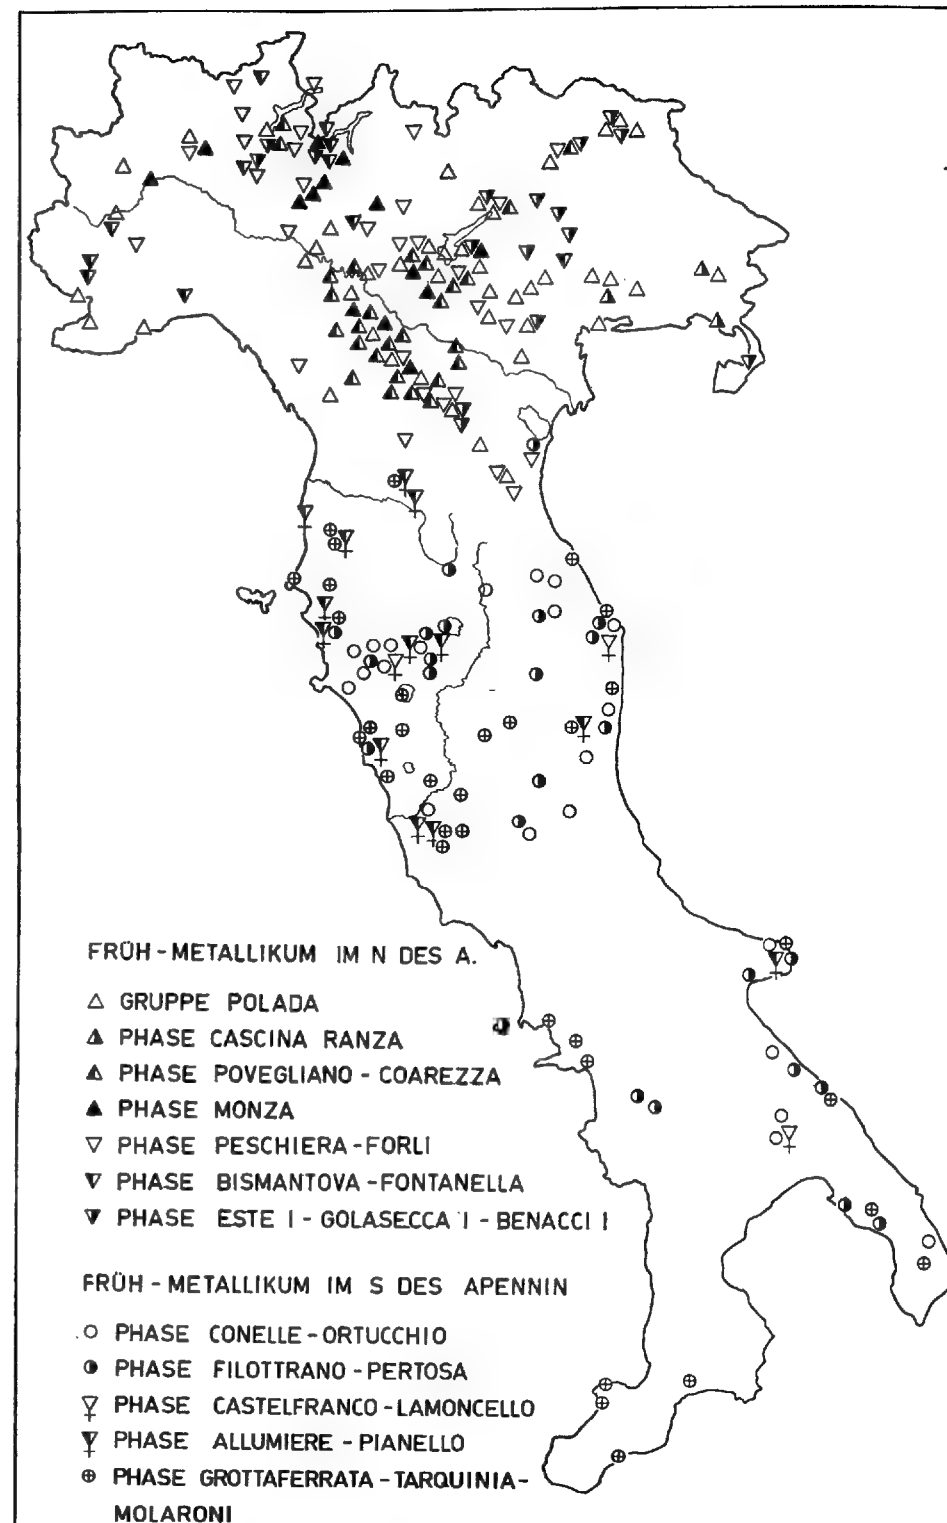 FRÜH-METALLIKUM IM N DES A.
GRUPPE POLADA
PHASE CASCINA RANZA
PHASE POVEGLIANO-COAREZZA
PHASE MONZA
PHASE PESCHIERA-FORLI
PHASE BISMANTOVA-FONTANELLA
PHASE ESTE I-GOLASECCA I-BENACCI I
FRÜH-METALLIKUM IM S DES APENNIN
PHASE CONELLE-ORTUCCHIO
PHASE FILOTTRANO-PERTOSA
PHASE CASTELFRANCO-LAMONCELLO
PHASE ALLUMIERE-PIANELLO
PHASE GROTTAFERRATA-TARQUINIA-
MOLARONI